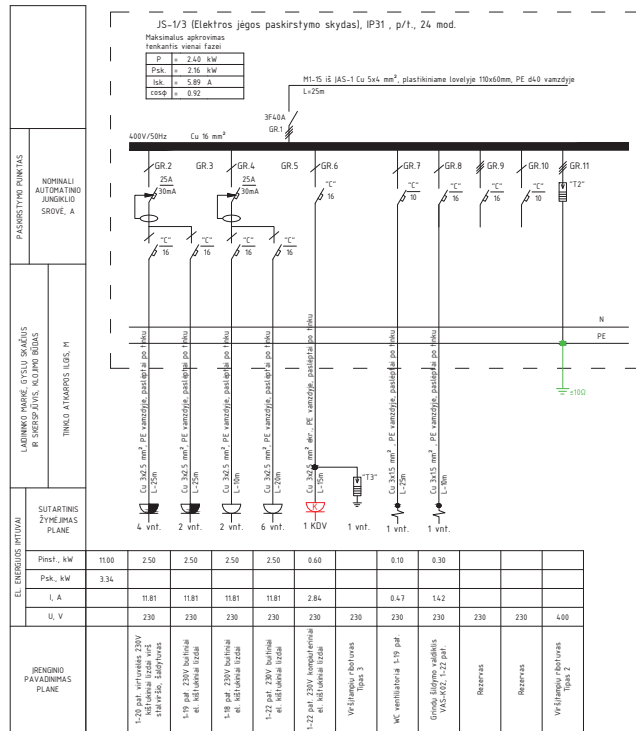 JS-1/3 (Elektros jėgos paskirstymo skydas), IP31 , p/t., 24 mod.
Maksimalus apkrovimas
tenkantis vienai fazei
P = 2.40 kW
Psk. = 2.16 kW
Isk. = 5.89 A
cosφ = 0.92
M1-15 iš ĮAS-1 Cu 5x4 mm², plastikiniame lovelyje 110x60mm, PE d40 vamzdyje
L=25m
3F40A
GR.1
400V/50Hz Cu 16 mm²
GR.2 GR.3 GR.4 GR.5 GR.6 GR.7 GR.8 GR.9 GR.10 GR.11
25A
30mA
25A
30mA
"C"
16
"C"
10
"C"
16
"C"
16
"C"
10
"T2"
"C"
16
"C"
16
"C"
16
"C"
16
PASKIRSTYMO PUNKTAS
NOMINALI
AUTOMATINIO
JUNGIKLIO
SROVĖ, A
N
PE
±10Ω
LAIDININKO MARKĖ, GYSLŲ SKAIČIUS
IR SKERSPJŪVIS, KLOJIMO BŪDAS
TINKLO ATKARPOS ILGIS, M
Cu 3x2.5 mm², PE vamzdyje, paslėptai po tinku
L-25m
Cu 3x2.5 mm², PE vamzdyje, paslėptai po tinku
L-25m
Cu 3x2.5 mm², PE vamzdyje, paslėptai po tinku
L-10m
Cu 3x2.5 mm², PE vamzdyje, paslėptai po tinku
L-20m
Cu 3x2.5 mm² ekr., PE vamzdyje, paslėptai po tinku
L-15m
"T3"
Cu 3x1.5 mm², PE vamzdyje, paslėptai po tinku
L-25m
Cu 3x1.5 mm², PE vamzdyje, paslėptai po tinku
L-10m
EL. ENERGIJOS IMTUVAI
SUTARTINIS
ŽYMĖJIMAS
PLANE
K
4 vnt. 2 vnt. 2 vnt. 6 vnt. 1 KDV 1 vnt. 1 vnt. 1 vnt.
Pinst., kW 11.00 2.50 2.50 2.50 2.50 0.60 0.10 0.30
Psk., kW 3.34
I, A 11.81 11.81 11.81 11.81 2.84 0.47 1.42
U, V 230 230 230 230 230 230 230 230 230 230 400
ĮRENGINIO
PAVADINIMAS
PLANE
1-20 pat. virtuvėlės 230V
kištukiniai lizdai virš
stalviršio, šaldytuvas
1-19 pat. 230V buitiniai
el. kištukiniai lizdai
1-18 pat. 230V buitiniai
el. kištukiniai lizdai
1-22 pat. 230V buitiniai
el. kištukiniai lizdai
1-22 pat. 230V kompiuteriniai
el. kištukiniai lizdai
Viršįtampių ribotuvas
Tipas 3
WC ventiliatoriai 1-19 pat.
Grindų šildymo valdiklis
VAS-K02, 1-22 pat.
Rezervas
Rezervas
Viršįtampių ribotuvas
Tipas 2